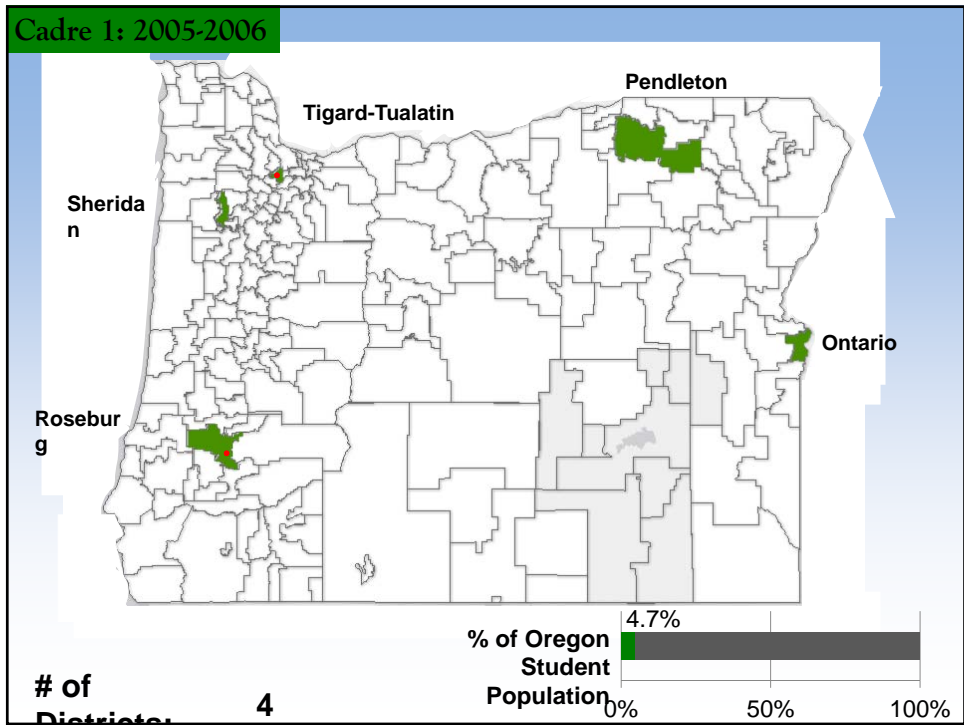 Cadre 1: 2005-2006
Pendleton
Tigard-Tualatin
Sherida
n
Ontario
Rosebur
g
4.7%
% of Oregon
Student
Population
0%
50%
100%
# of
Districts:
4